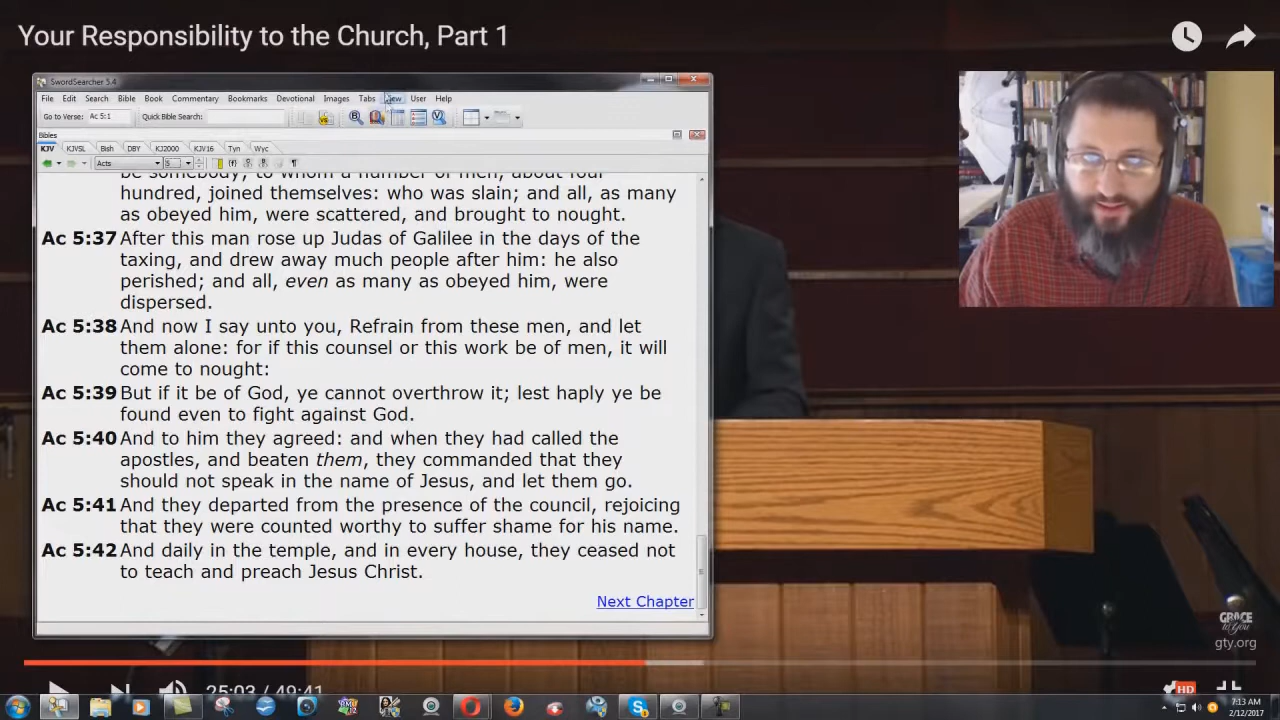 Your Responsibility to the Church, Part 1
SwordSearcher 5.4
File Edit Search Bible Book Commentary Bookmarks Devotional Images Tabs View User Help
Go to Verse: Ac 5:1 Quick Bible Search:
Bibles
KJV KJVSL Bish DBY KJ2000 KJV16 Tyn Wyc
Acts 5
be somebody; to whom a number of men, about four
hundred, joined themselves: who was slain; and all, as many
as obeyed him, were scattered, and brought to nought.
Ac 5:37 After this man rose up Judas of Galilee in the days of the
taxing, and drew away much people after him: he also
perished; and all, even as many as obeyed him, were
dispersed.
Ac 5:38 And now I say unto you, Refrain from these men, and let
them alone: for if this counsel or this work be of men, it will
come to nought:
Ac 5:39 But if it be of God, ye cannot overthrow it; lest haply ye be
found even to fight against God.
Ac 5:40 And to him they agreed: and when they had called the
apostles, and beaten them, they commanded that they
should not speak in the name of Jesus, and let them go.
Ac 5:41 And they departed from the presence of the council, rejoicing
that they were counted worthy to suffer shame for his name.
Ac 5:42 And daily in the temple, and in every house, they ceased not
to teach and preach Jesus Christ.
Next Chapter
GRACE
to You
gty.org
25:03 / 49:41
HD
7:13 AM
2/12/2017